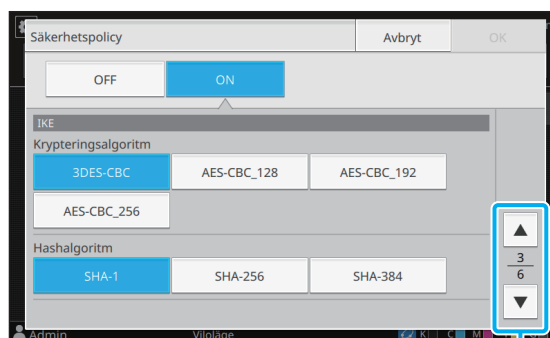 Säkerhetspolicy Avbryt OK
OFF ON
IKE
Krypteringsalgoritm
3DES-CBC AES-CBC_128 AES-CBC_192
AES-CBC_256
Hashalgoritm
SHA-1 SHA-256 SHA-384
3
6
Admin Viloläge K C M